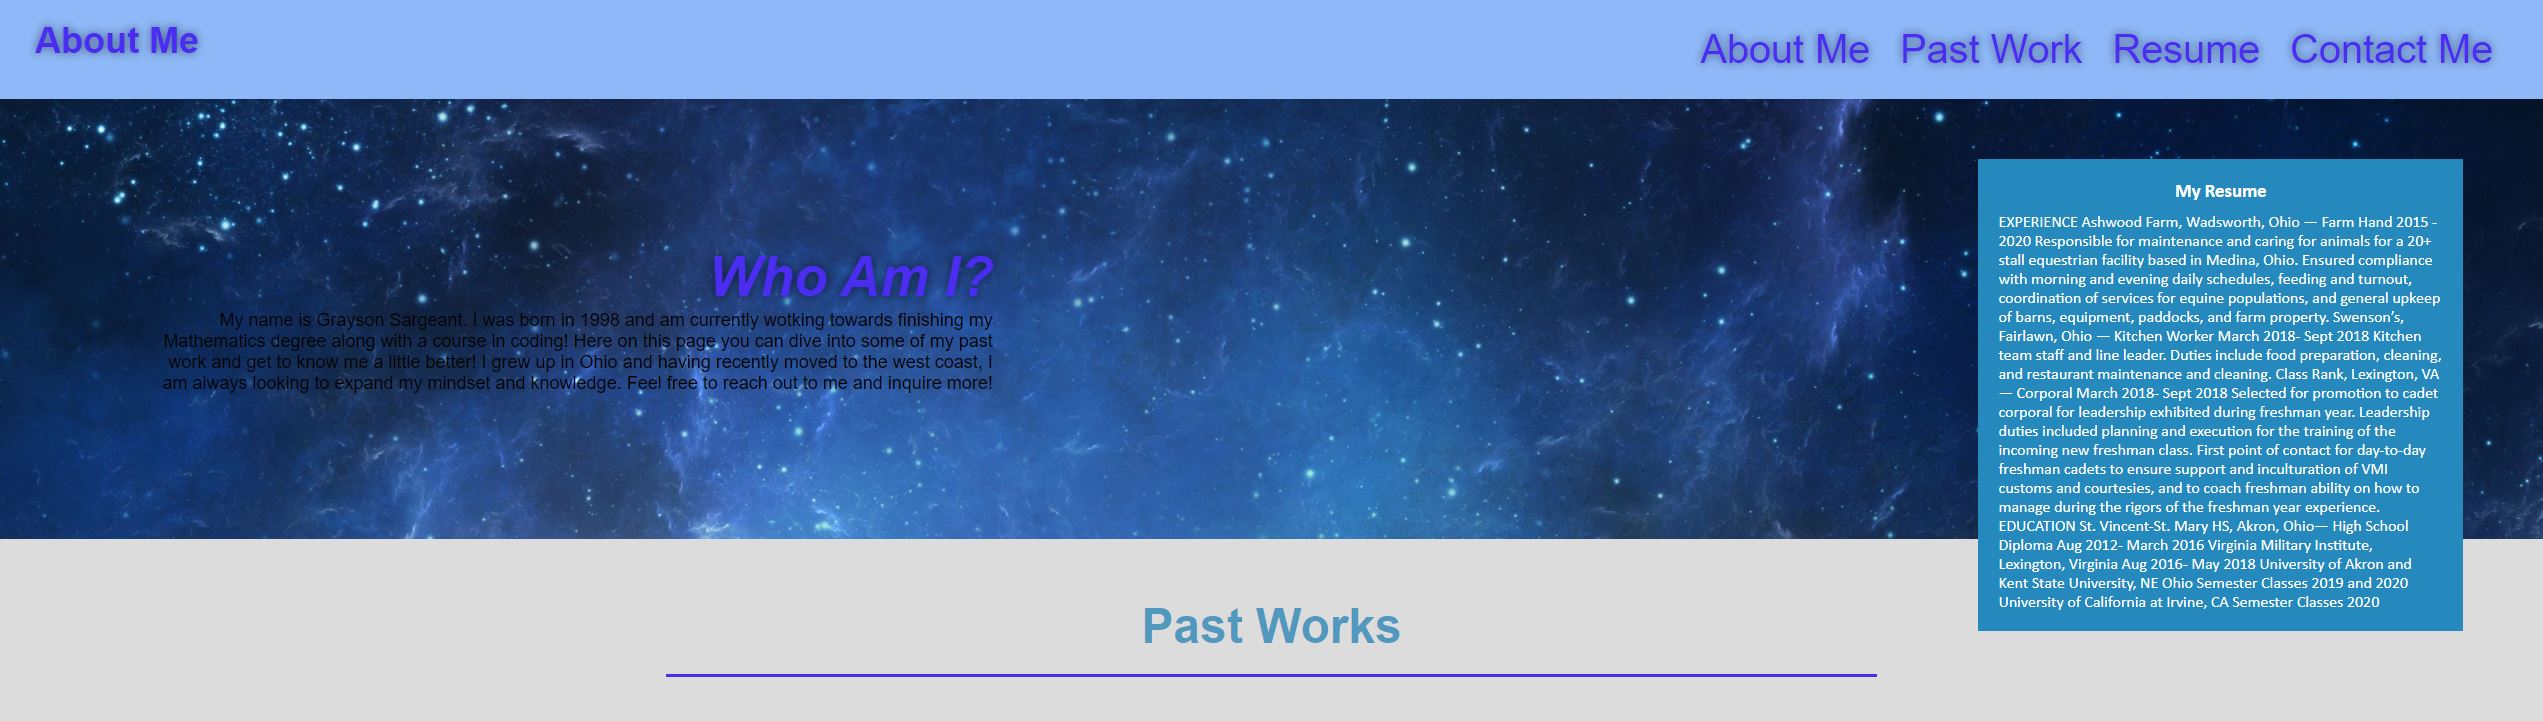 About Me
About Me Past Work Resume Contact Me
Who Am I?
My name is Grayson Sargeant. I was born in 1998 and am currently wotking towards finishing my
Mathematics degree along with a course in coding! Here on this page you can dive into some of my past
work and get to know me a little better! I grew up in Ohio and having recently moved to the west coast, I
am always looking to expand my mindset and knowledge. Feel free to reach out to me and inquire more!
My Resume
EXPERIENCE Ashwood Farm, Wadsworth, Ohio — Farm Hand 2015 -
2020 Responsible for maintenance and caring for animals for a 20+
stall equestrian facility based in Medina, Ohio. Ensured compliance
with morning and evening daily schedules, feeding and turnout,
coordination of services for equine populations, and general upkeep
of barns, equipment, paddocks, and farm property. Swenson’s,
Fairlawn, Ohio — Kitchen Worker March 2018- Sept 2018 Kitchen
team staff and line leader. Duties include food preparation, cleaning,
and restaurant maintenance and cleaning. Class Rank, Lexington, VA
— Corporal March 2018- Sept 2018 Selected for promotion to cadet
corporal for leadership exhibited during freshman year. Leadership
duties included planning and execution for the training of the
incoming new freshman class. First point of contact for day-to-day
freshman cadets to ensure support and inculturation of VMI
customs and courtesies, and to coach freshman ability on how to
manage during the rigors of the freshman year experience.
EDUCATION St. Vincent-St. Mary HS, Akron, Ohio— High School
Diploma Aug 2012- March 2016 Virginia Military Institute,
Lexington, Virginia Aug 2016- May 2018 University of Akron and
Kent State University, NE Ohio Semester Classes 2019 and 2020
University of California at Irvine, CA Semester Classes 2020
Past Works